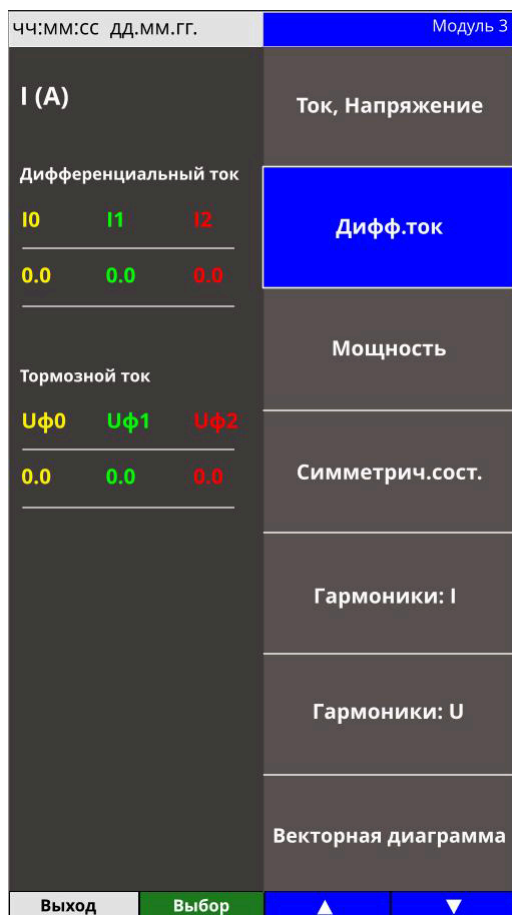 чч:мм:сс дд.мм.гг.
Модуль 3
I (A)
Дифференциальный ток
I0 I1 I2
0.0 0.0 0.0
Тормозной ток
Uф0 Uф1 Uф2
0.0 0.0 0.0
Ток, Напряжение
Дифф.ток
Мощность
Симметрич.сост.
Гармоники: I
Гармоники: U
Векторная диаграмма
Выход Выбор ▲ ▼